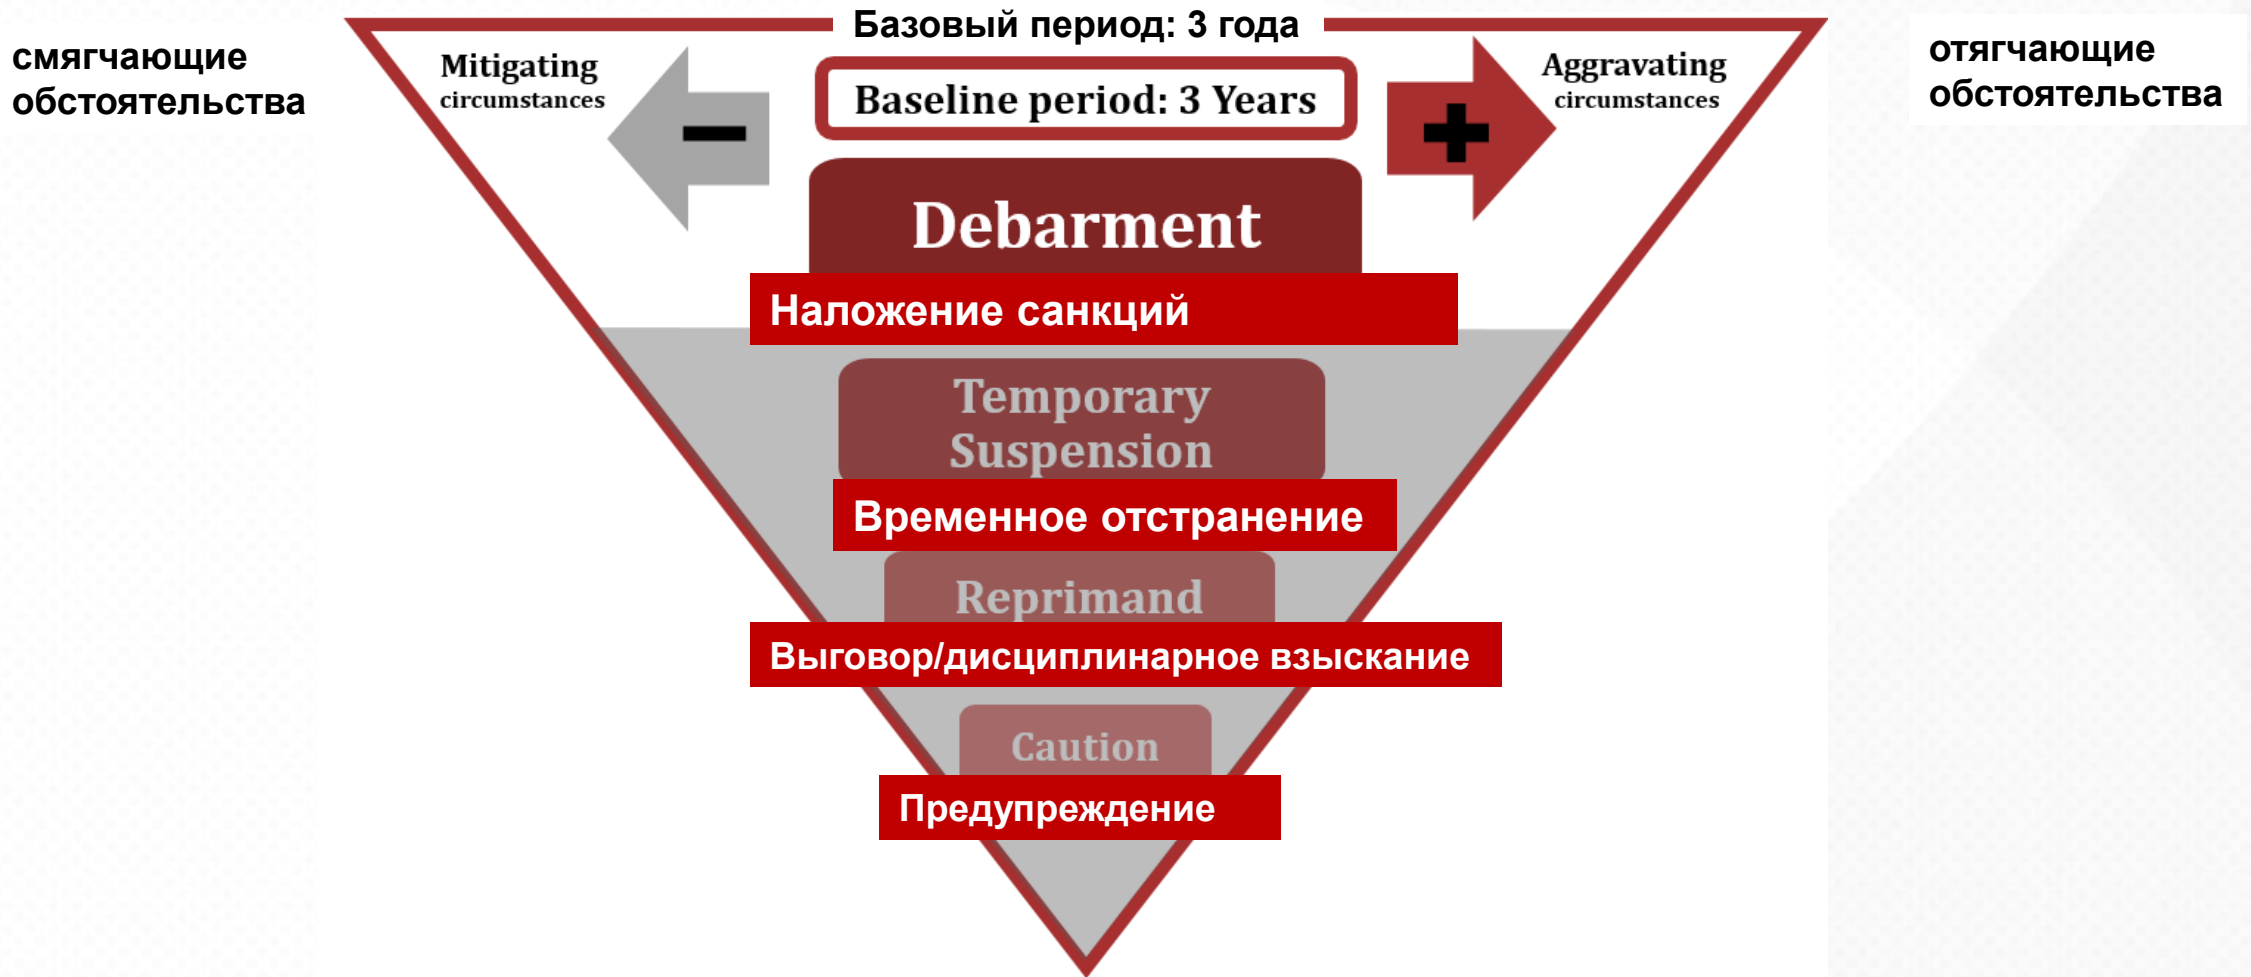 Базовый период: 3 года
смягчающие
обстоятельства
Mitigating
circumstances
Baseline period: 3 Years
Aggravating
circumstances
отягчающие
обстоятельства
Debarment
Наложение санкций
Temporary
Suspension
Временное отстранение
Reprimand
Выговор/дисциплинарное взыскание
Caution
Предупреждение